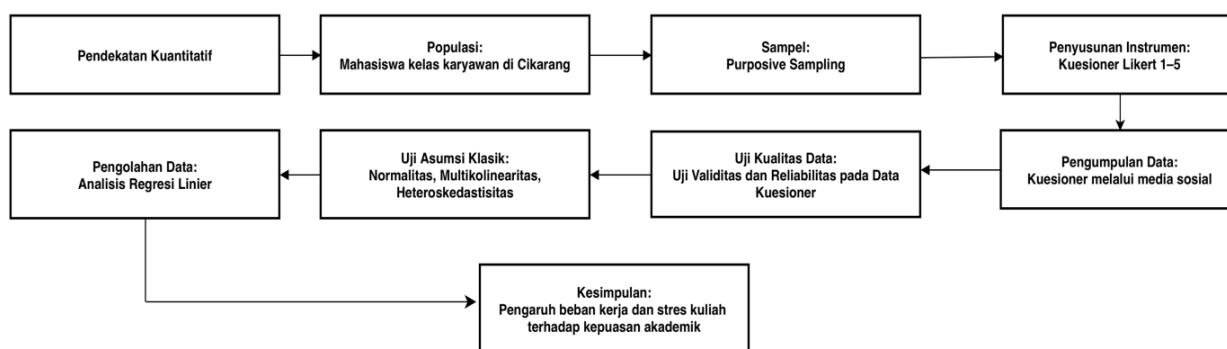 Pendekatan Kuantitatif
Populasi:
Mahasiswa kelas karyawan di Cikarang
Sampel:
Purposive Sampling
Penyusunan Instrumen:
Kuesioner Likert 1–5
Pengumpulan Data:
Kuesioner melalui media sosial
Uji Kualitas Data:
Uji Validitas dan Reliabilitas pada Data
Kuesioner
Uji Asumsi Klasik:
Normalitas, Multikolinearitas,
Heteroskedastisitas
Pengolahan Data:
Analisis Regresi Linier
Kesimpulan:
Pengaruh beban kerja dan stres kuliah
terhadap kepuasan akademik